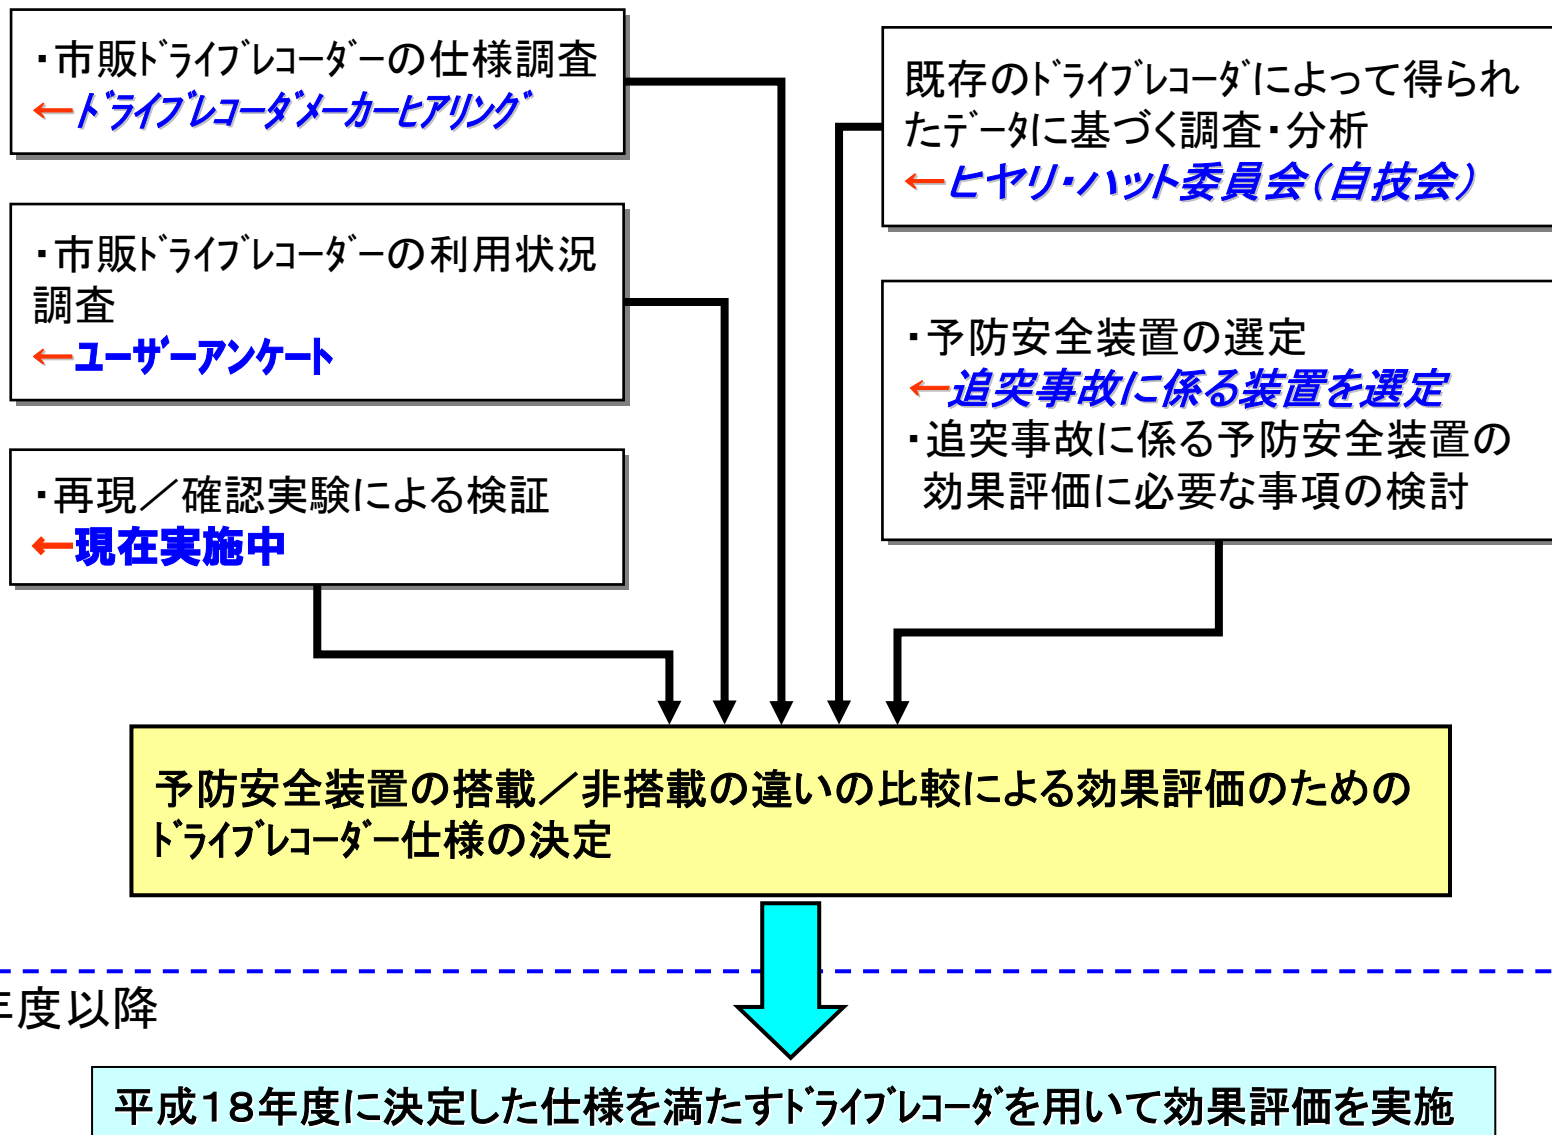 ・市販ﾄﾞﾗｲﾌﾞﾚｺｰﾀﾞｰの仕様調査
←ﾄﾞﾗｲﾌﾞﾚｺｰﾀﾞﾒｰｶｰﾋｱﾘﾝｸﾞ
・市販ﾄﾞﾗｲﾌﾞﾚｺｰﾀﾞｰの利用状況
調査
←ﾕｰｻﾞｰｱﾝｹｰﾄ
・再現／確認実験による検証
←現在実施中
既存のﾄﾞﾗｲﾌﾞﾚｺｰﾀﾞによって得られ
たﾃﾞｰﾀに基づく調査・分析
←ヒヤリ・ハット委員会（自技会）
・予防安全装置の選定
←追突事故に係る装置を選定
・追突事故に係る予防安全装置の
効果評価に必要な事項の検討
予防安全装置の搭載／非搭載の違いの比較による効果評価のための
ﾄﾞﾗｲﾌﾞﾚｺｰﾀﾞｰ仕様の決定
年度以降
平成１８年度に決定した仕様を満たすﾄﾞﾗｲﾌﾞﾚｺｰﾀﾞを用いて効果評価を実施